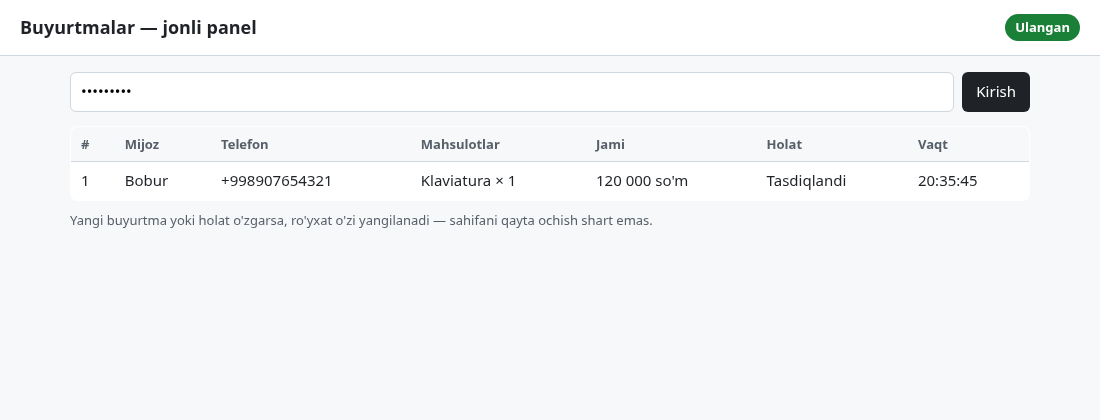 Buyurtmalar — jonli panel
Ulangan
•••••••••
Kirish
# Mijoz Telefon Mahsulotlar Jami Holat Vaqt
1 Bobur +998907654321 Klaviatura × 1 120 000 so'm Tasdiqlandi 20:35:45
Yangi buyurtma yoki holat o'zgarsa, ro'yxat o'zi yangilanadi — sahifani qayta ochish shart emas.